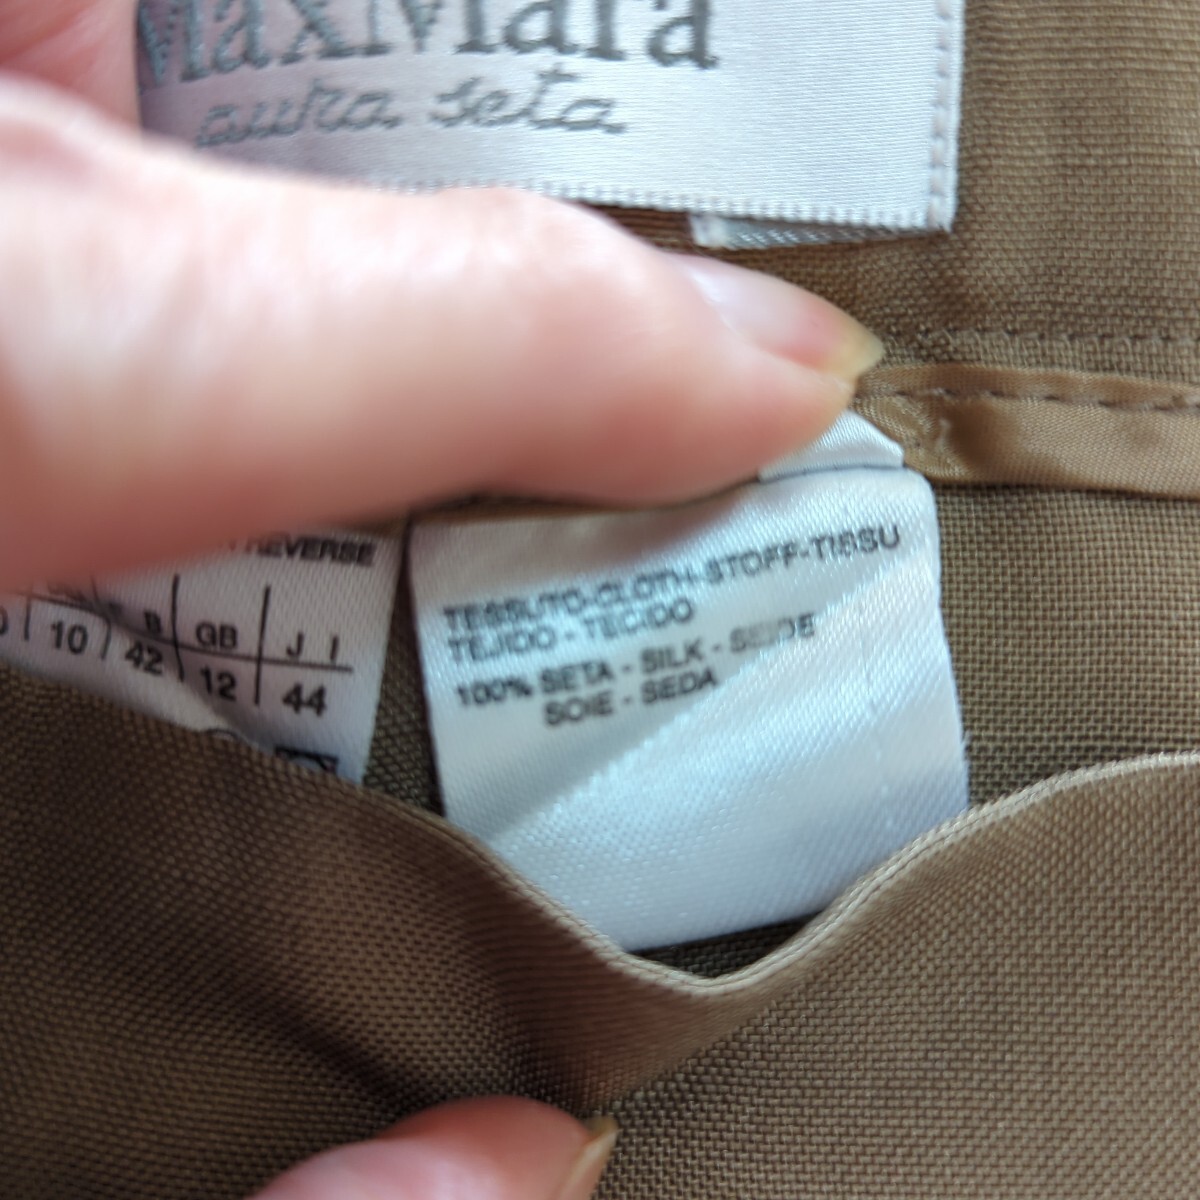 MaxMara
aura seta
REVERSE
10 42 GB J I
12 44
TESSUTO-CLOTH-STOFF-TISSU
TEJIDO - TECIDO
100% SETA - SILK - SEIDE
SOIE - SEDA